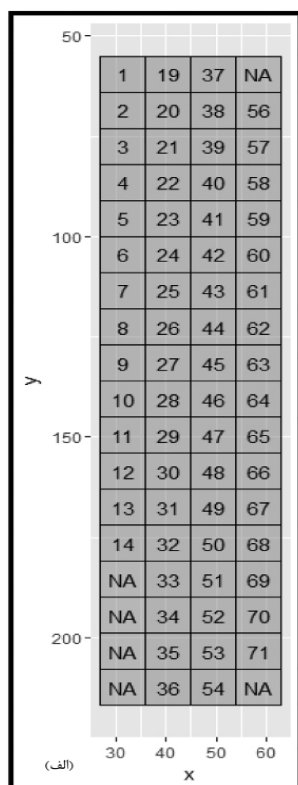 50
1 19 37 NA
2 20 38 56
3 21 39 57
4 22 40 58
5 23 41 59
100
6 24 42 60
7 25 43 61
8 26 44 62
9 27 45 63
y
10 28 46 64
11 29 47 65
150
12 30 48 66
13 31 49 67
14 32 50 68
NA 33 51 69
NA 34 52 70
200
NA 35 53 71
NA 36 54 NA
30 40 50 60
x
(الف)